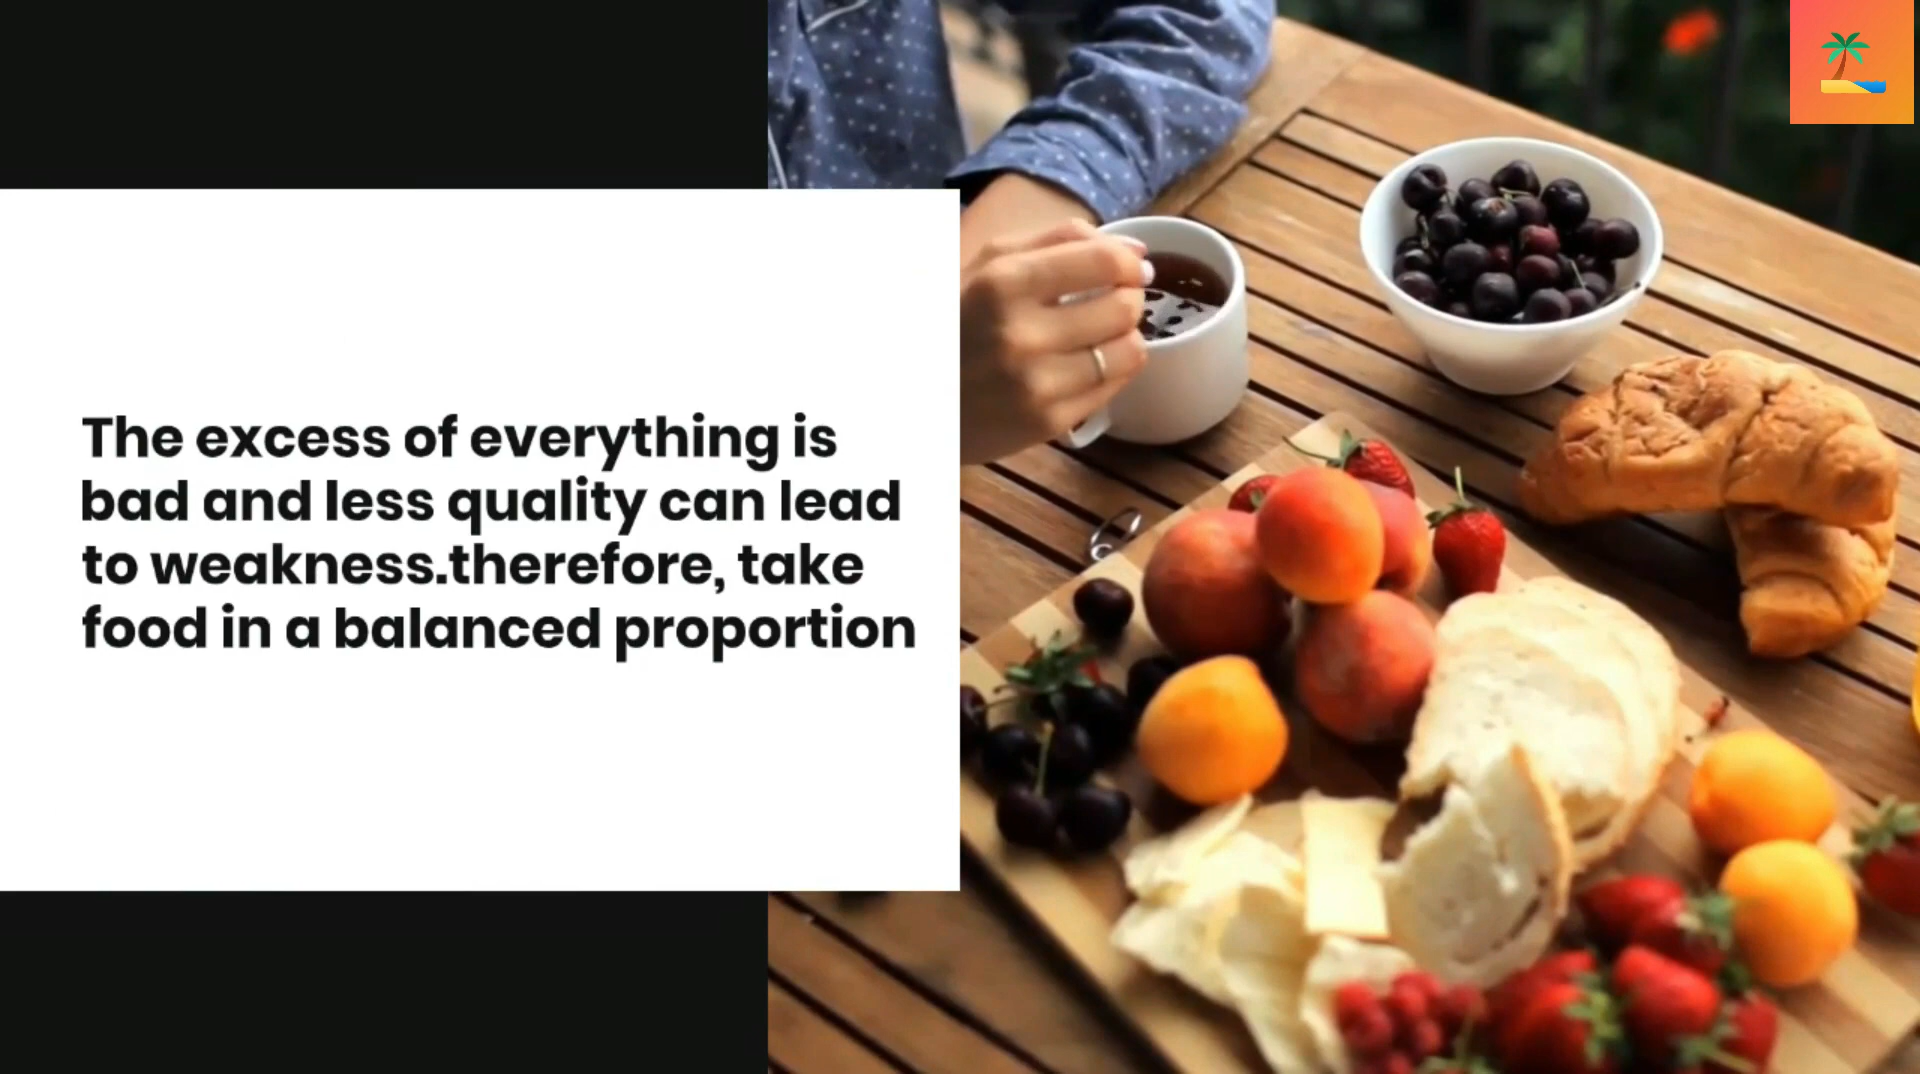 The excess of everything is
bad and less quality can lead
to weakness.therefore, take
food in a balanced proportion